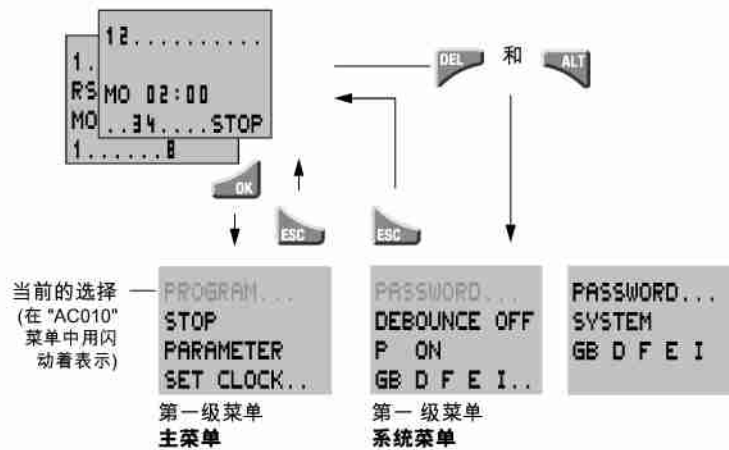 12..........
MO 02:00
..34....STOP
1.
RS
MO
1......8
DEL 和 ALT
OK
ESC
ESC
当前的选择
(在 "AC010"
菜单中用闪
动着表示)
PROGRAM...
STOP
PARAMETER
SET CLOCK..
第一级菜单
主菜单
PASSWORD...
DEBOUNCE OFF
P ON
GB D F E I..
第一 级菜单
系统菜单
PASSWORD...
SYSTEM
GB D F E I